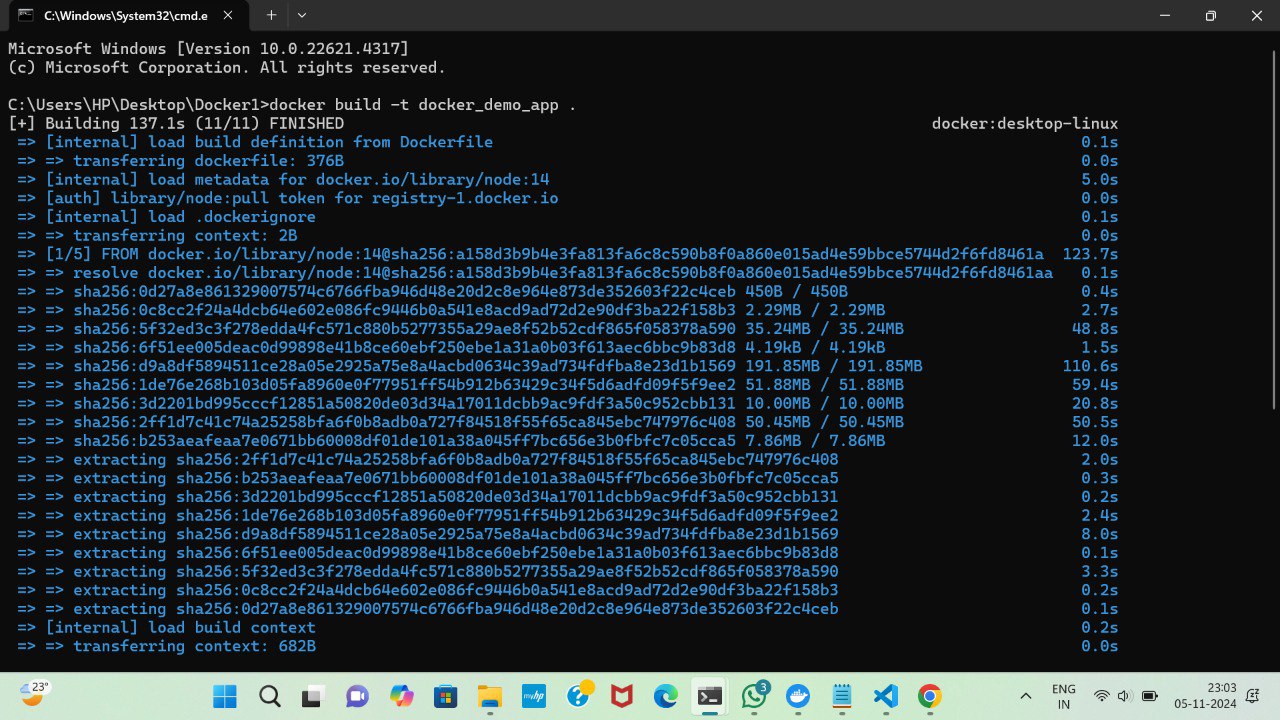 C:\Windows\System32\cmd.e
Microsoft Windows [Version 10.0.22621.4317]
(c) Microsoft Corporation. All rights reserved.
C:\Users\HP\Desktop\Docker1>docker build -t docker_demo_app .
[+] Building 137.1s (11/11) FINISHED docker:desktop-linux
=> [internal] load build definition from Dockerfile 0.1s
=> => transferring dockerfile: 376B 0.0s
=> [internal] load metadata for docker.io/library/node:14 5.0s
=> [auth] library/node:pull token for registry-1.docker.io 0.0s
=> [internal] load .dockerignore 0.1s
=> => transferring context: 2B 0.0s
=> [1/5] FROM docker.io/library/node:14@sha256:a158d3b9b4e3fa813fa6c8c590b8f0a860e015ad4e59bbce5744d2f6fd8461a 123.7s
=> => resolve docker.io/library/node:14@sha256:a158d3b9b4e3fa813fa6c8c590b8f0a860e015ad4e59bbce5744d2f6fd8461aa 0.1s
=> => sha256:0d27a8e861329007574c6766fba946d48e20d2c8e964e873de352603f22c4ceb 450B / 450B 0.4s
=> => sha256:0c8cc2f24a4dcb64e602e086fc9446b0a541e8acd9ad72d2e90df3ba22f158b3 2.29MB / 2.29MB 2.7s
=> => sha256:5f32ed3c3f278edda4fc571c880b5277355a29ae8f52b52cdf865f058378a590 35.24MB / 35.24MB 48.8s
=> => sha256:6f51ee005deac0d99898e41b8ce60ebf250ebe1a31a0b03f613aec6bbc9b83d8 4.19kB / 4.19kB 1.5s
=> => sha256:d9a8df5894511ce28a05e2925a75e8a4acbd0634c39ad734fdfba8e23d1b1569 191.85MB / 191.85MB 110.6s
=> => sha256:1de76e268b103d05fa8960e0f77951ff54b912b63429c34f5d6adfd09f5f9ee2 51.88MB / 51.88MB 59.4s
=> => sha256:3d2201bd995cccf12851a50820de03d34a17011dcbb9ac9fdf3a50c952cbb131 10.00MB / 10.00MB 20.8s
=> => sha256:2ff1d7c41c74a25258bfa6f0b8adb0a727f84518f55f65ca845ebc747976c408 50.45MB / 50.45MB 50.5s
=> => sha256:b253aeafeaa7e0671bb60008df01de101a38a045ff7bc656e3b0fbfc7c05cca5 7.86MB / 7.86MB 12.0s
=> => extracting sha256:2ff1d7c41c74a25258bfa6f0b8adb0a727f84518f55f65ca845ebc747976c408 2.0s
=> => extracting sha256:b253aeafeaa7e0671bb60008df01de101a38a045ff7bc656e3b0fbfc7c05cca5 0.3s
=> => extracting sha256:3d2201bd995cccf12851a50820de03d34a17011dcbb9ac9fdf3a50c952cbb131 0.2s
=> => extracting sha256:1de76e268b103d05fa8960e0f77951ff54b912b63429c34f5d6adfd09f5f9ee2 2.4s
=> => extracting sha256:d9a8df5894511ce28a05e2925a75e8a4acbd0634c39ad734fdfba8e23d1b1569 8.0s
=> => extracting sha256:6f51ee005deac0d99898e41b8ce60ebf250ebe1a31a0b03f613aec6bbc9b83d8 0.1s
=> => extracting sha256:5f32ed3c3f278edda4fc571c880b5277355a29ae8f52b52cdf865f058378a590 3.3s
=> => extracting sha256:0c8cc2f24a4dcb64e602e086fc9446b0a541e8acd9ad72d2e90df3ba22f158b3 0.2s
=> => extracting sha256:0d27a8e861329007574c6766fba946d48e20d2c8e964e873de352603f22c4ceb 0.1s
=> [internal] load build context 0.2s
=> => transferring context: 682B 0.0s
23°
myhp
3
ENG
IN
23:03
05-11-2024